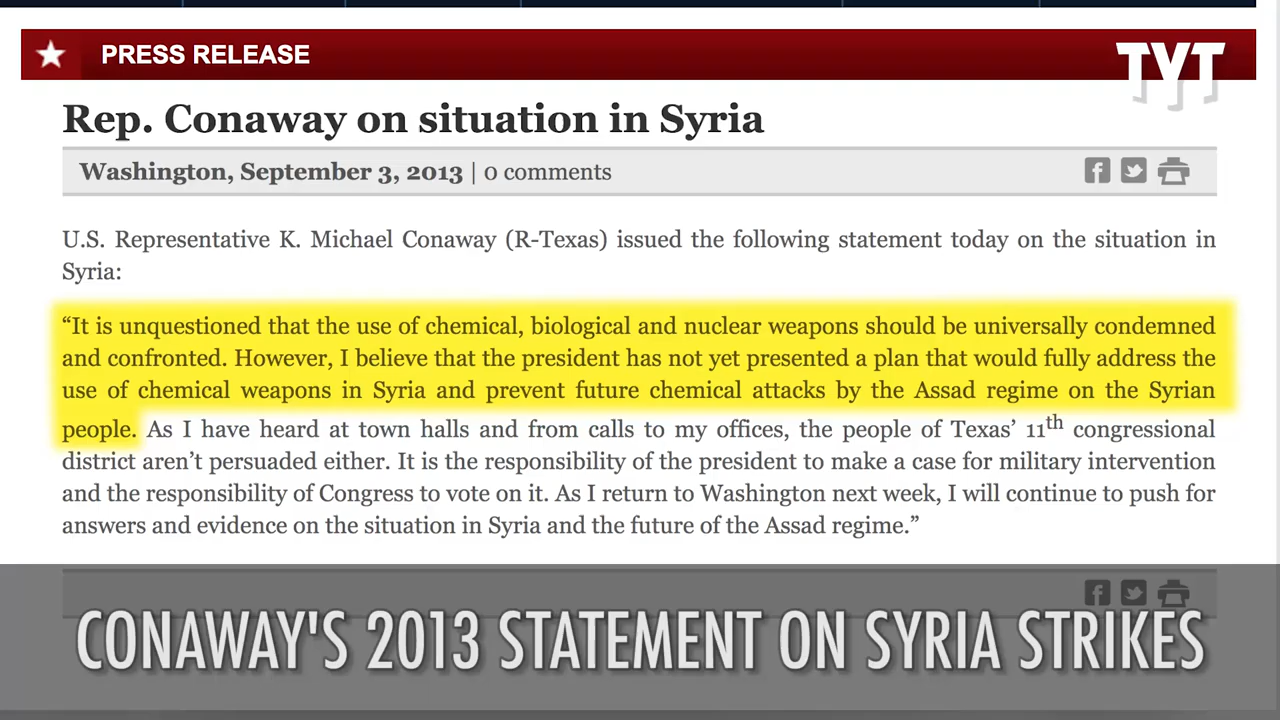 PRESS RELEASE
TYT
Rep. Conaway on situation in Syria
Washington, September 3, 2013 | 0 comments
U.S. Representative K. Michael Conaway (R-Texas) issued the following statement today on the situation in
Syria:
“It is unquestioned that the use of chemical, biological and nuclear weapons should be universally condemned
and confronted. However, I believe that the president has not yet presented a plan that would fully address the
use of chemical weapons in Syria and prevent future chemical attacks by the Assad regime on the Syrian
people. As I have heard at town halls and from calls to my offices, the people of Texas’ 11th congressional
district aren’t persuaded either. It is the responsibility of the president to make a case for military intervention
and the responsibility of Congress to vote on it. As I return to Washington next week, I will continue to push for
answers and evidence on the situation in Syria and the future of the Assad regime.”
CONAWAY'S 2013 STATEMENT ON SYRIA STRIKES